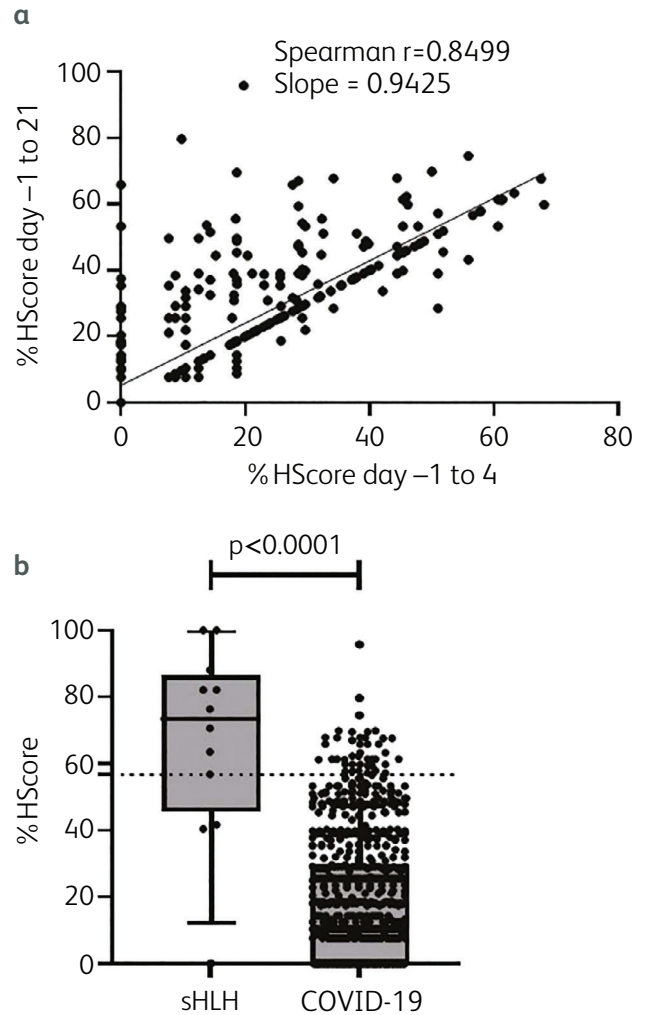 a
Spearman r=0.8499
Slope = 0.9425
%HScore day –1 to 21
100
80
60
40
20
0
0 20 40 60 80
%HScore day –1 to 4
b
p<0.0001
%HScore
100
80
60
40
20
0
sHLH COVID-19